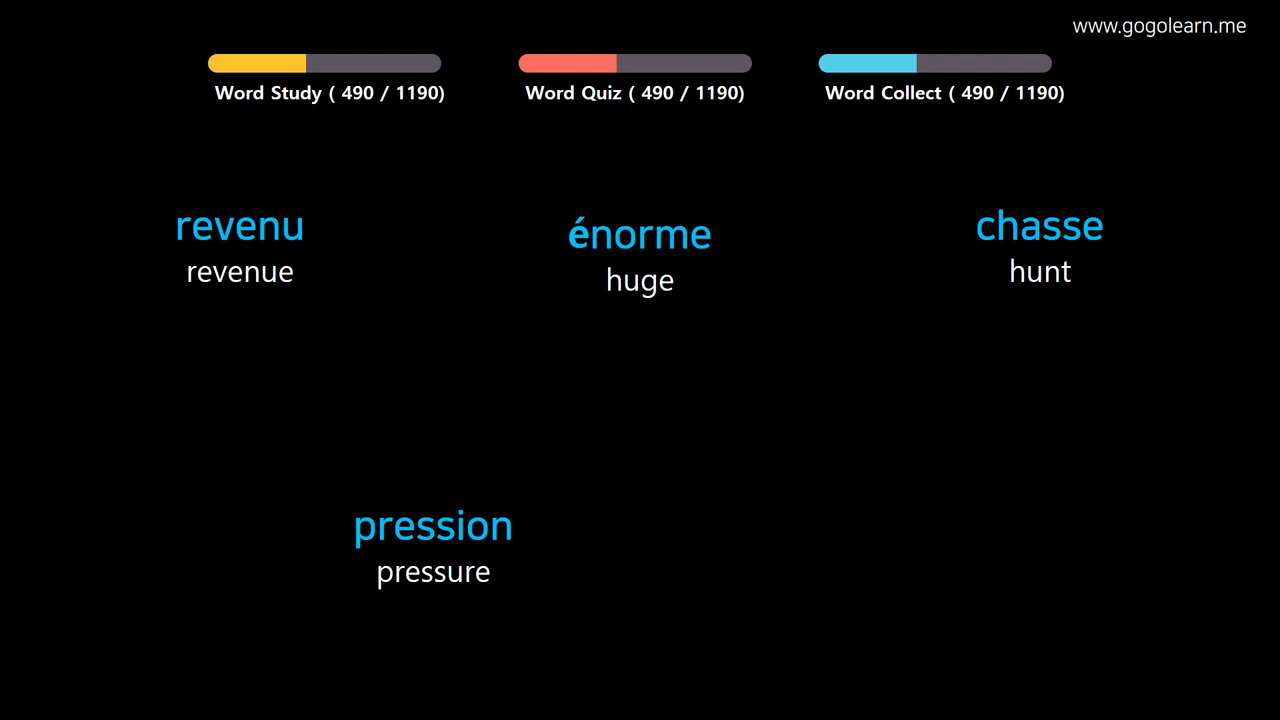 www.gogolearn.me
Word Study ( 490 / 1190)
Word Quiz ( 490 / 1190)
Word Collect ( 490 / 1190)
revenu
revenue
énorme
huge
chasse
hunt
pression
pressure